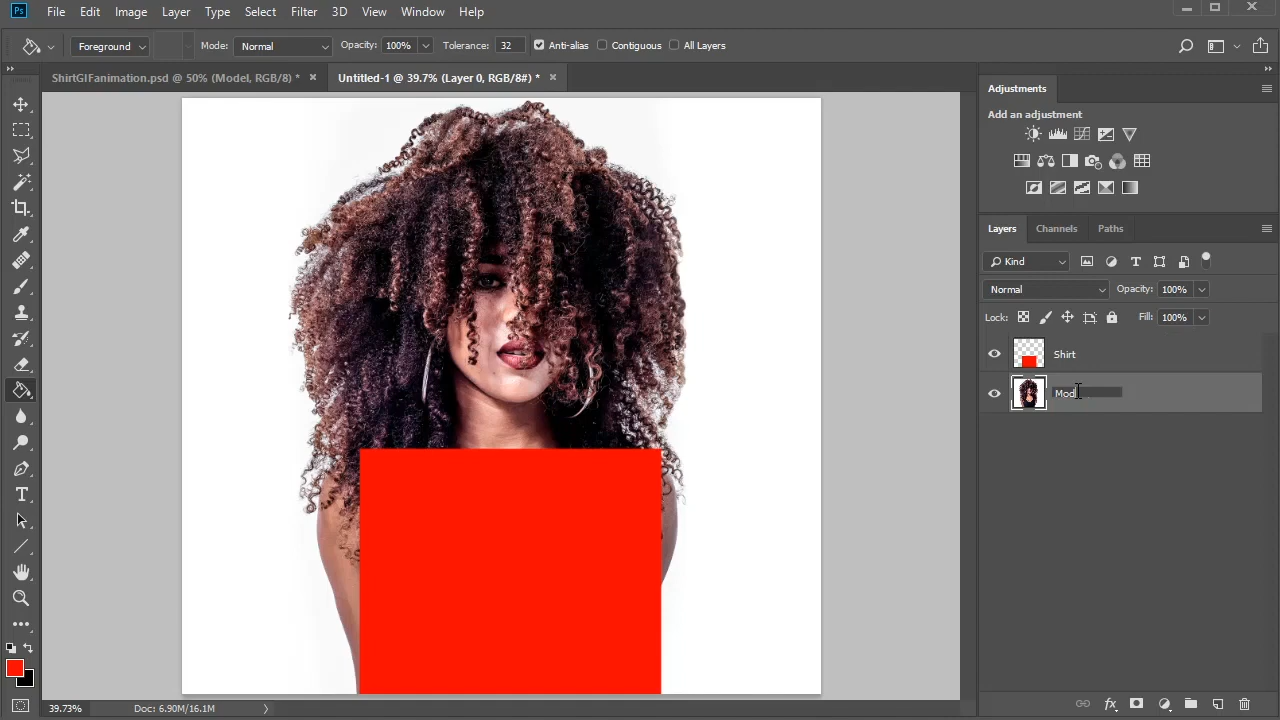 Ps File Edit Image Layer Type Select Filter 3D View Window Help
Foreground Mode: Normal Opacity: 100% Tolerance: 32 Anti-alias Contiguous All Layers
ShirtGIFanimation.psd @ 50% (Model, RGB/8) * Untitled-1 @ 39.7% (Layer 0, RGB/8#) *
Adjustments
Add an adjustment
Layers Channels Paths
Kind
Normal Opacity: 100%
Lock: Fill: 100%
Shirt
Mod
39.73% Doc: 6.90M/16.1M